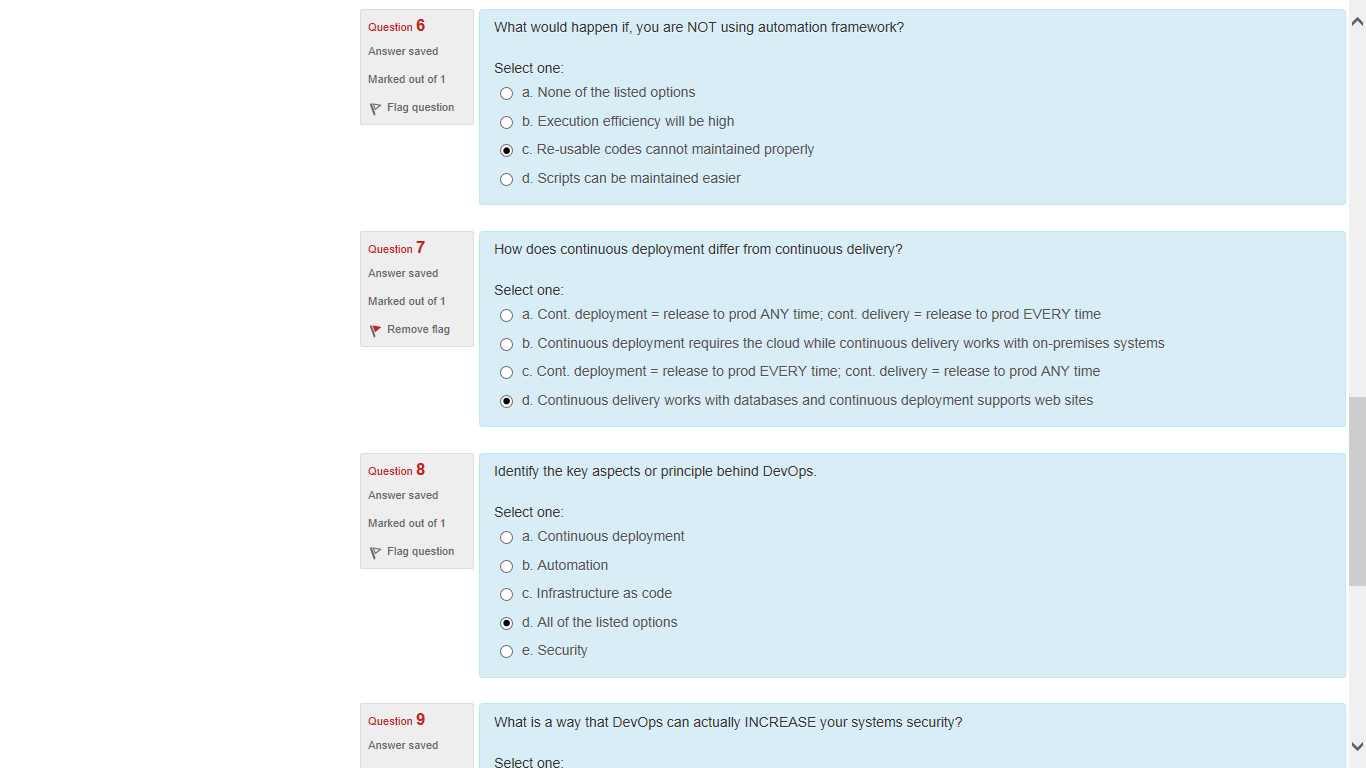 Question 6
Answer saved
Marked out of 1
Flag question
What would happen if, you are NOT using automation framework?
Select one:
a. None of the listed options
b. Execution efficiency will be high
c. Re-usable codes cannot maintained properly
d. Scripts can be maintained easier
Question 7
Answer saved
Marked out of 1
Remove flag
How does continuous deployment differ from continuous delivery?
Select one:
a. Cont. deployment = release to prod ANY time; cont. delivery = release to prod EVERY time
b. Continuous deployment requires the cloud while continuous delivery works with on-premises systems
c. Cont. deployment = release to prod EVERY time; cont. delivery = release to prod ANY time
d. Continuous delivery works with databases and continuous deployment supports web sites
Question 8
Answer saved
Marked out of 1
Flag question
Identify the key aspects or principle behind DevOps.
Select one:
a. Continuous deployment
b. Automation
c. Infrastructure as code
d. All of the listed options
e. Security
Question 9
Answer saved
What is a way that DevOps can actually INCREASE your systems security?
Select one: